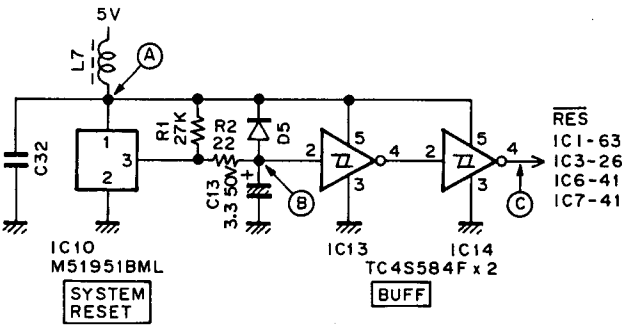 5V
L7
A
C32
1
3
2
R1
27K
R2
22
D5
C13
3.3 50V
+
B
2
5
4
3
2
5
4
3
C
RES
IC1-63
IC3-26
IC6-41
IC7-41
IC10
M51951BML
SYSTEM
RESET
IC13
IC14
TC4S584F x 2
BUFF